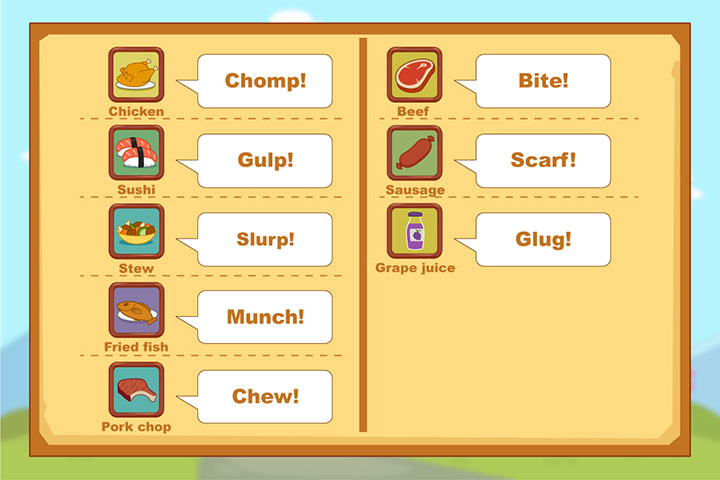 Chomp!
Chicken
Gulp!
Sushi
Slurp!
Stew
Munch!
Fried fish
Chew!
Pork chop
Bite!
Beef
Scarf!
Sausage
Glug!
Grape juice